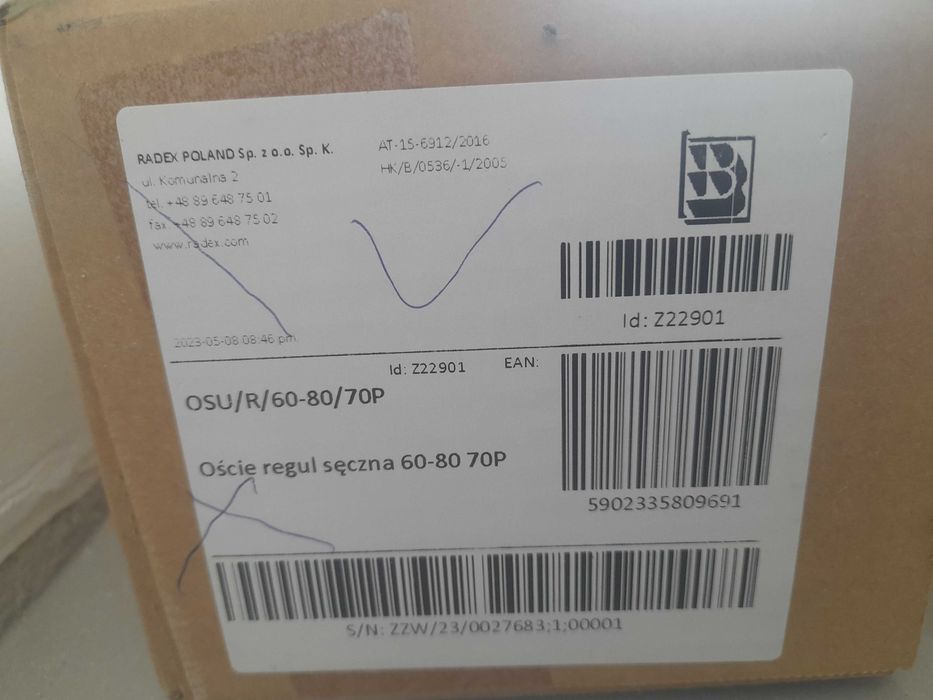 RADEX POLAND Sp. z o.o. Sp. K.
ul. Komunalna 2
tel. +48 89 648 75 01
fax. +48 89 648 75 02
www.radex.com
2023-05-08 08:46 pm
AT-15-6912/2016
HK/B/0536/-1/2005
Id: Z22901
Id: Z22901
EAN:
OSU/R/60-80/70P
Oście regul sęczna 60-80 70P
5902335809691
S/N: ZZW/23/0027683;1;00001